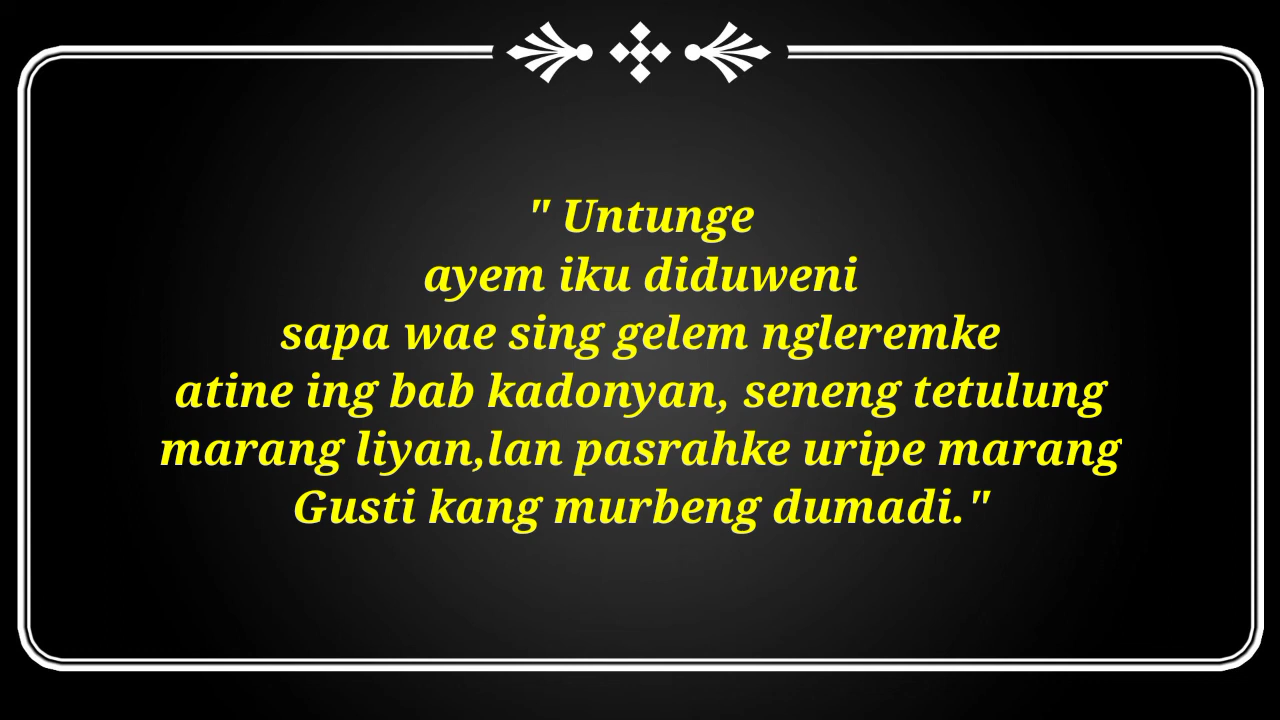 " Untunge
ayem iku diduweni
sapa wae sing gelem ngleremke
atine ing bab kadonyan, seneng tetulung
marang liyan,lan pasrahke uripe marang
Gusti kang murbeng dumadi."